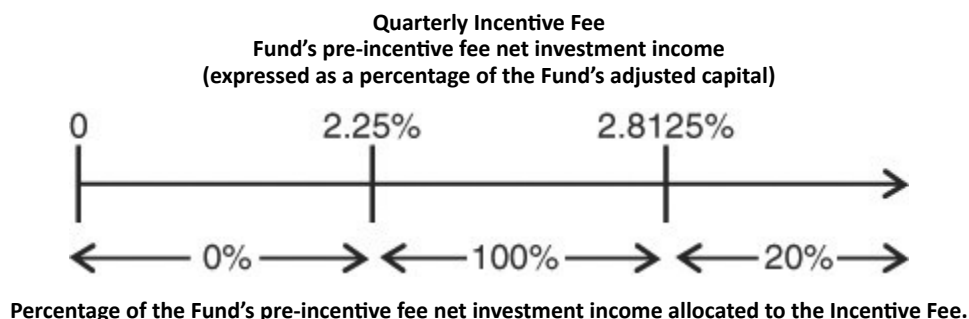 Quarterly Incentive Fee
Fund's pre-incentive fee net investment income
(expressed as a percentage of the Fund's adjusted capital)
0 2.25% 2.8125%
0% 100% 20%
Percentage of the Fund's pre-incentive fee net investment income allocated to the Incentive Fee.